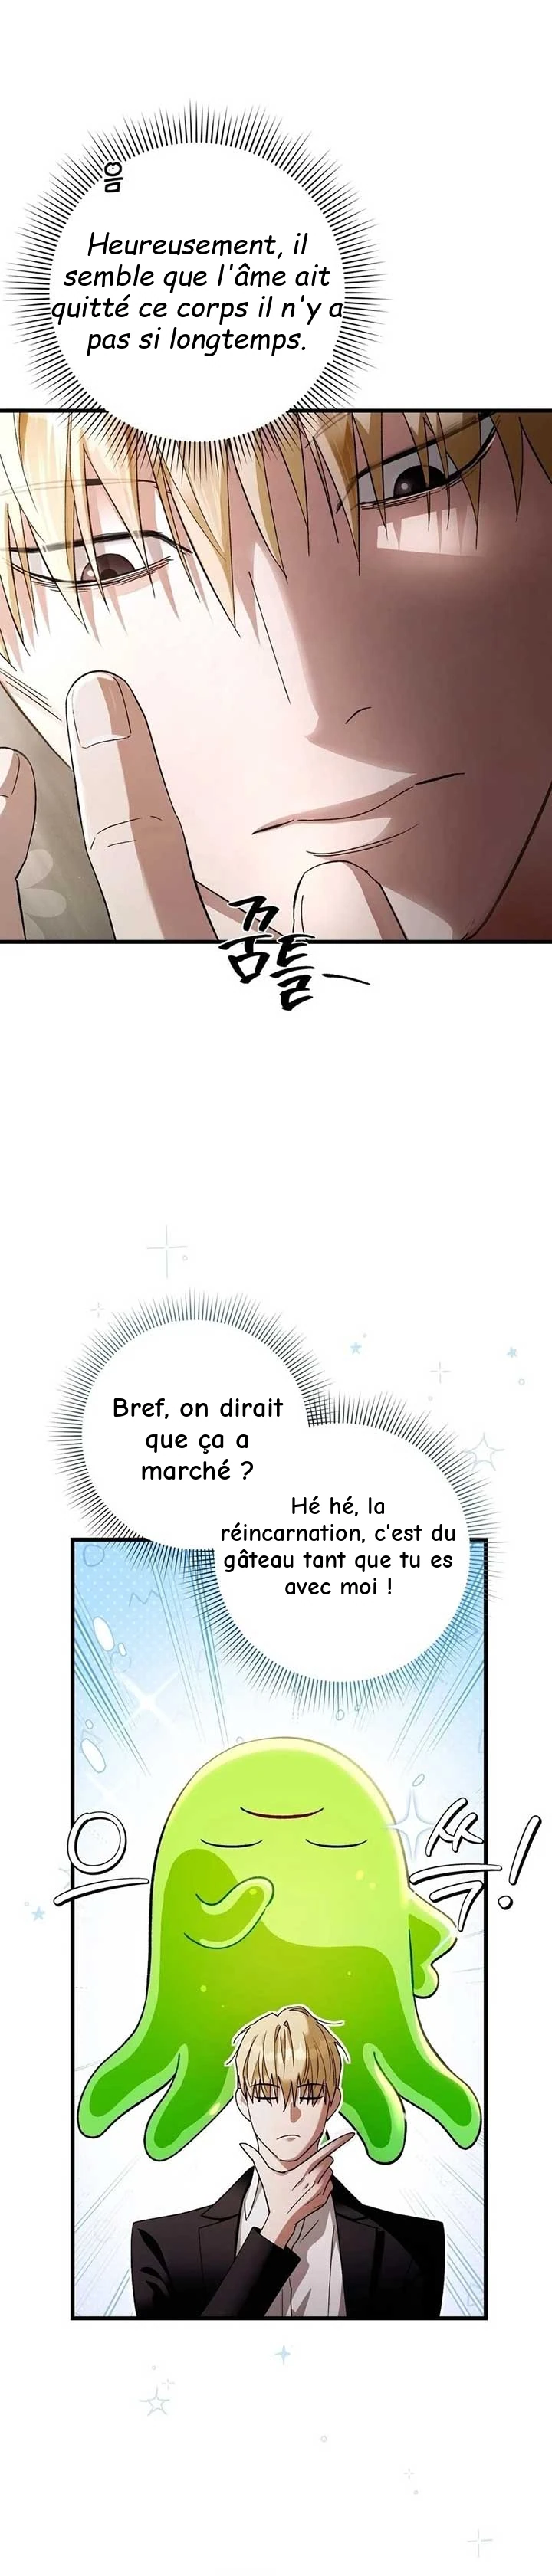 음
Heureusement, il
semble que l'âme ait
quitté ce corps il n'y a
pas si longtemps.
꿈틀
Bref, on dirait
que ça a
marché ?
Hé hé, la
réincarnation, c'est du
gâteau tant que tu es
avec moi !
으쓱!